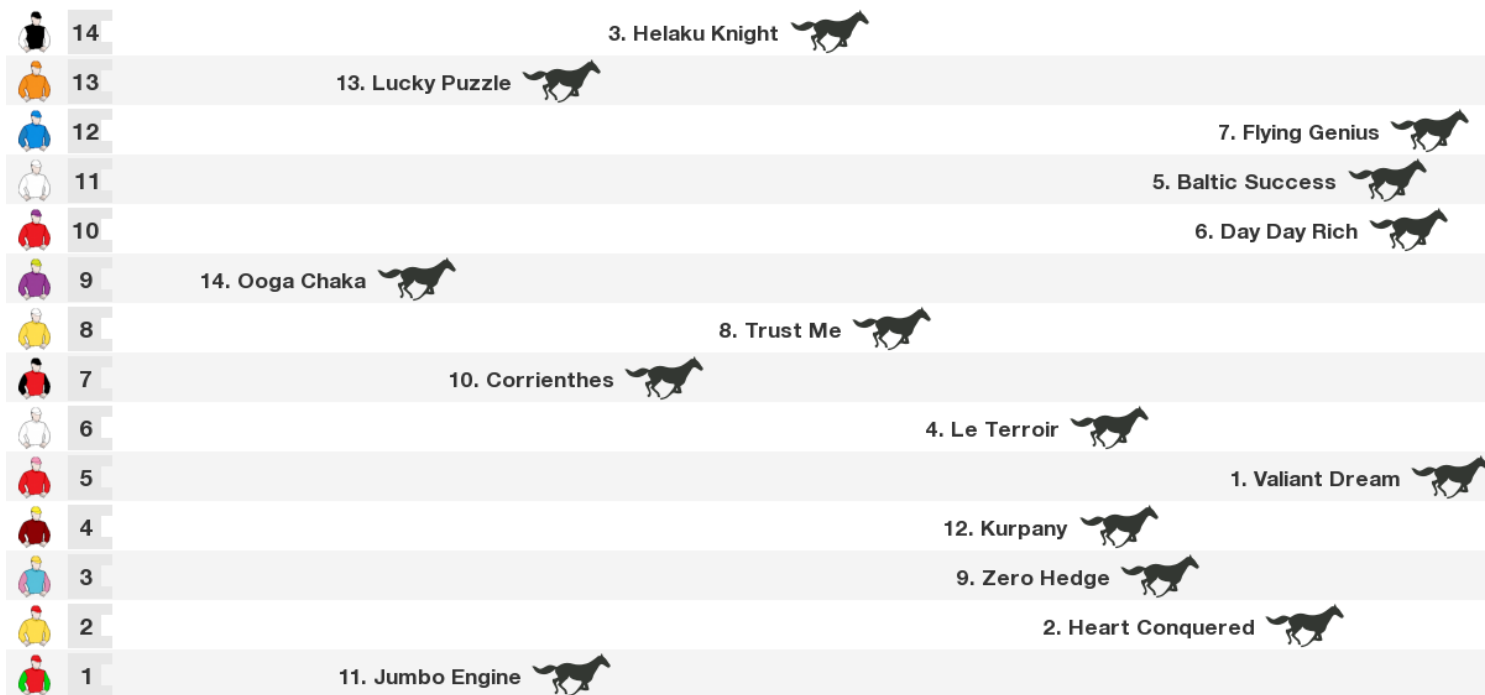 14 3. Helaku Knight
13 13. Lucky Puzzle
12 7. Flying Genius
11 5. Baltic Success
10 6. Day Day Rich
9 14. Ooga Chaka
8 8. Trust Me
7 10. Corrienthes
6 4. Le Terroir
5 1. Valiant Dream
4 12. Kurpany
3 9. Zero Hedge
2 2. Heart Conquered
1 11. Jumbo Engine